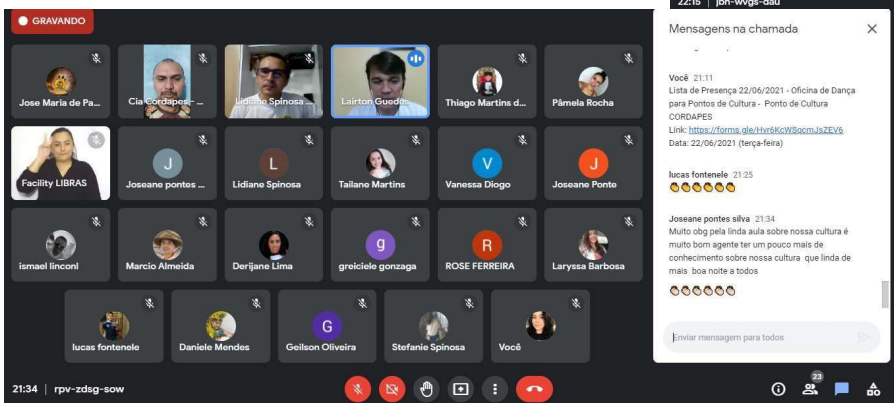 22:15 | jbh-wvgs-dau
GRAVANDO
Jose Maria de Pa...
Cia Cordapes - ...
Lidiane Spinosa ...
Lairton Guedes
Thiago Martins d...
Pâmela Rocha
Facility LIBRAS
J
Joseane pontes ...
L
Lidiane Spinosa
Tailane Martins
V
Vanessa Diogo
J
Joseane Ponte
ismael linconl
Marcio Almeida
Derijane Lima
g
greiciele gonzaga
R
ROSE FERREIRA
Laryssa Barbosa
lucas fontenele
Daniele Mendes
G
Geilson Oliveira
Stefanie Spinosa
Você
21:34 | rpv-zdsg-sow
Mensagens na chamada
Você 21:11
Lista de Presença 22/06/2021 - Oficina de Dança
para Pontos de Cultura - Ponto de Cultura
CORDAPES
Link: https://forms.gle/Hvr6KcWSqcmJsZEV6
Data: 22/06/2021 (terça-feira)
lucas fontenele 21:25
👏👏👏👏👏👏
Joseane pontes silva 21:34
Muito obg pela linda aula sobre nossa cultura é
muito bom agente ter um pouco mais de
conhecimento sobre nossa cultura que linda de
mais boa noite a todos
👏🏻👏🏻👏🏻👏🏻👏🏻👏🏻
Enviar mensagem para todos
23